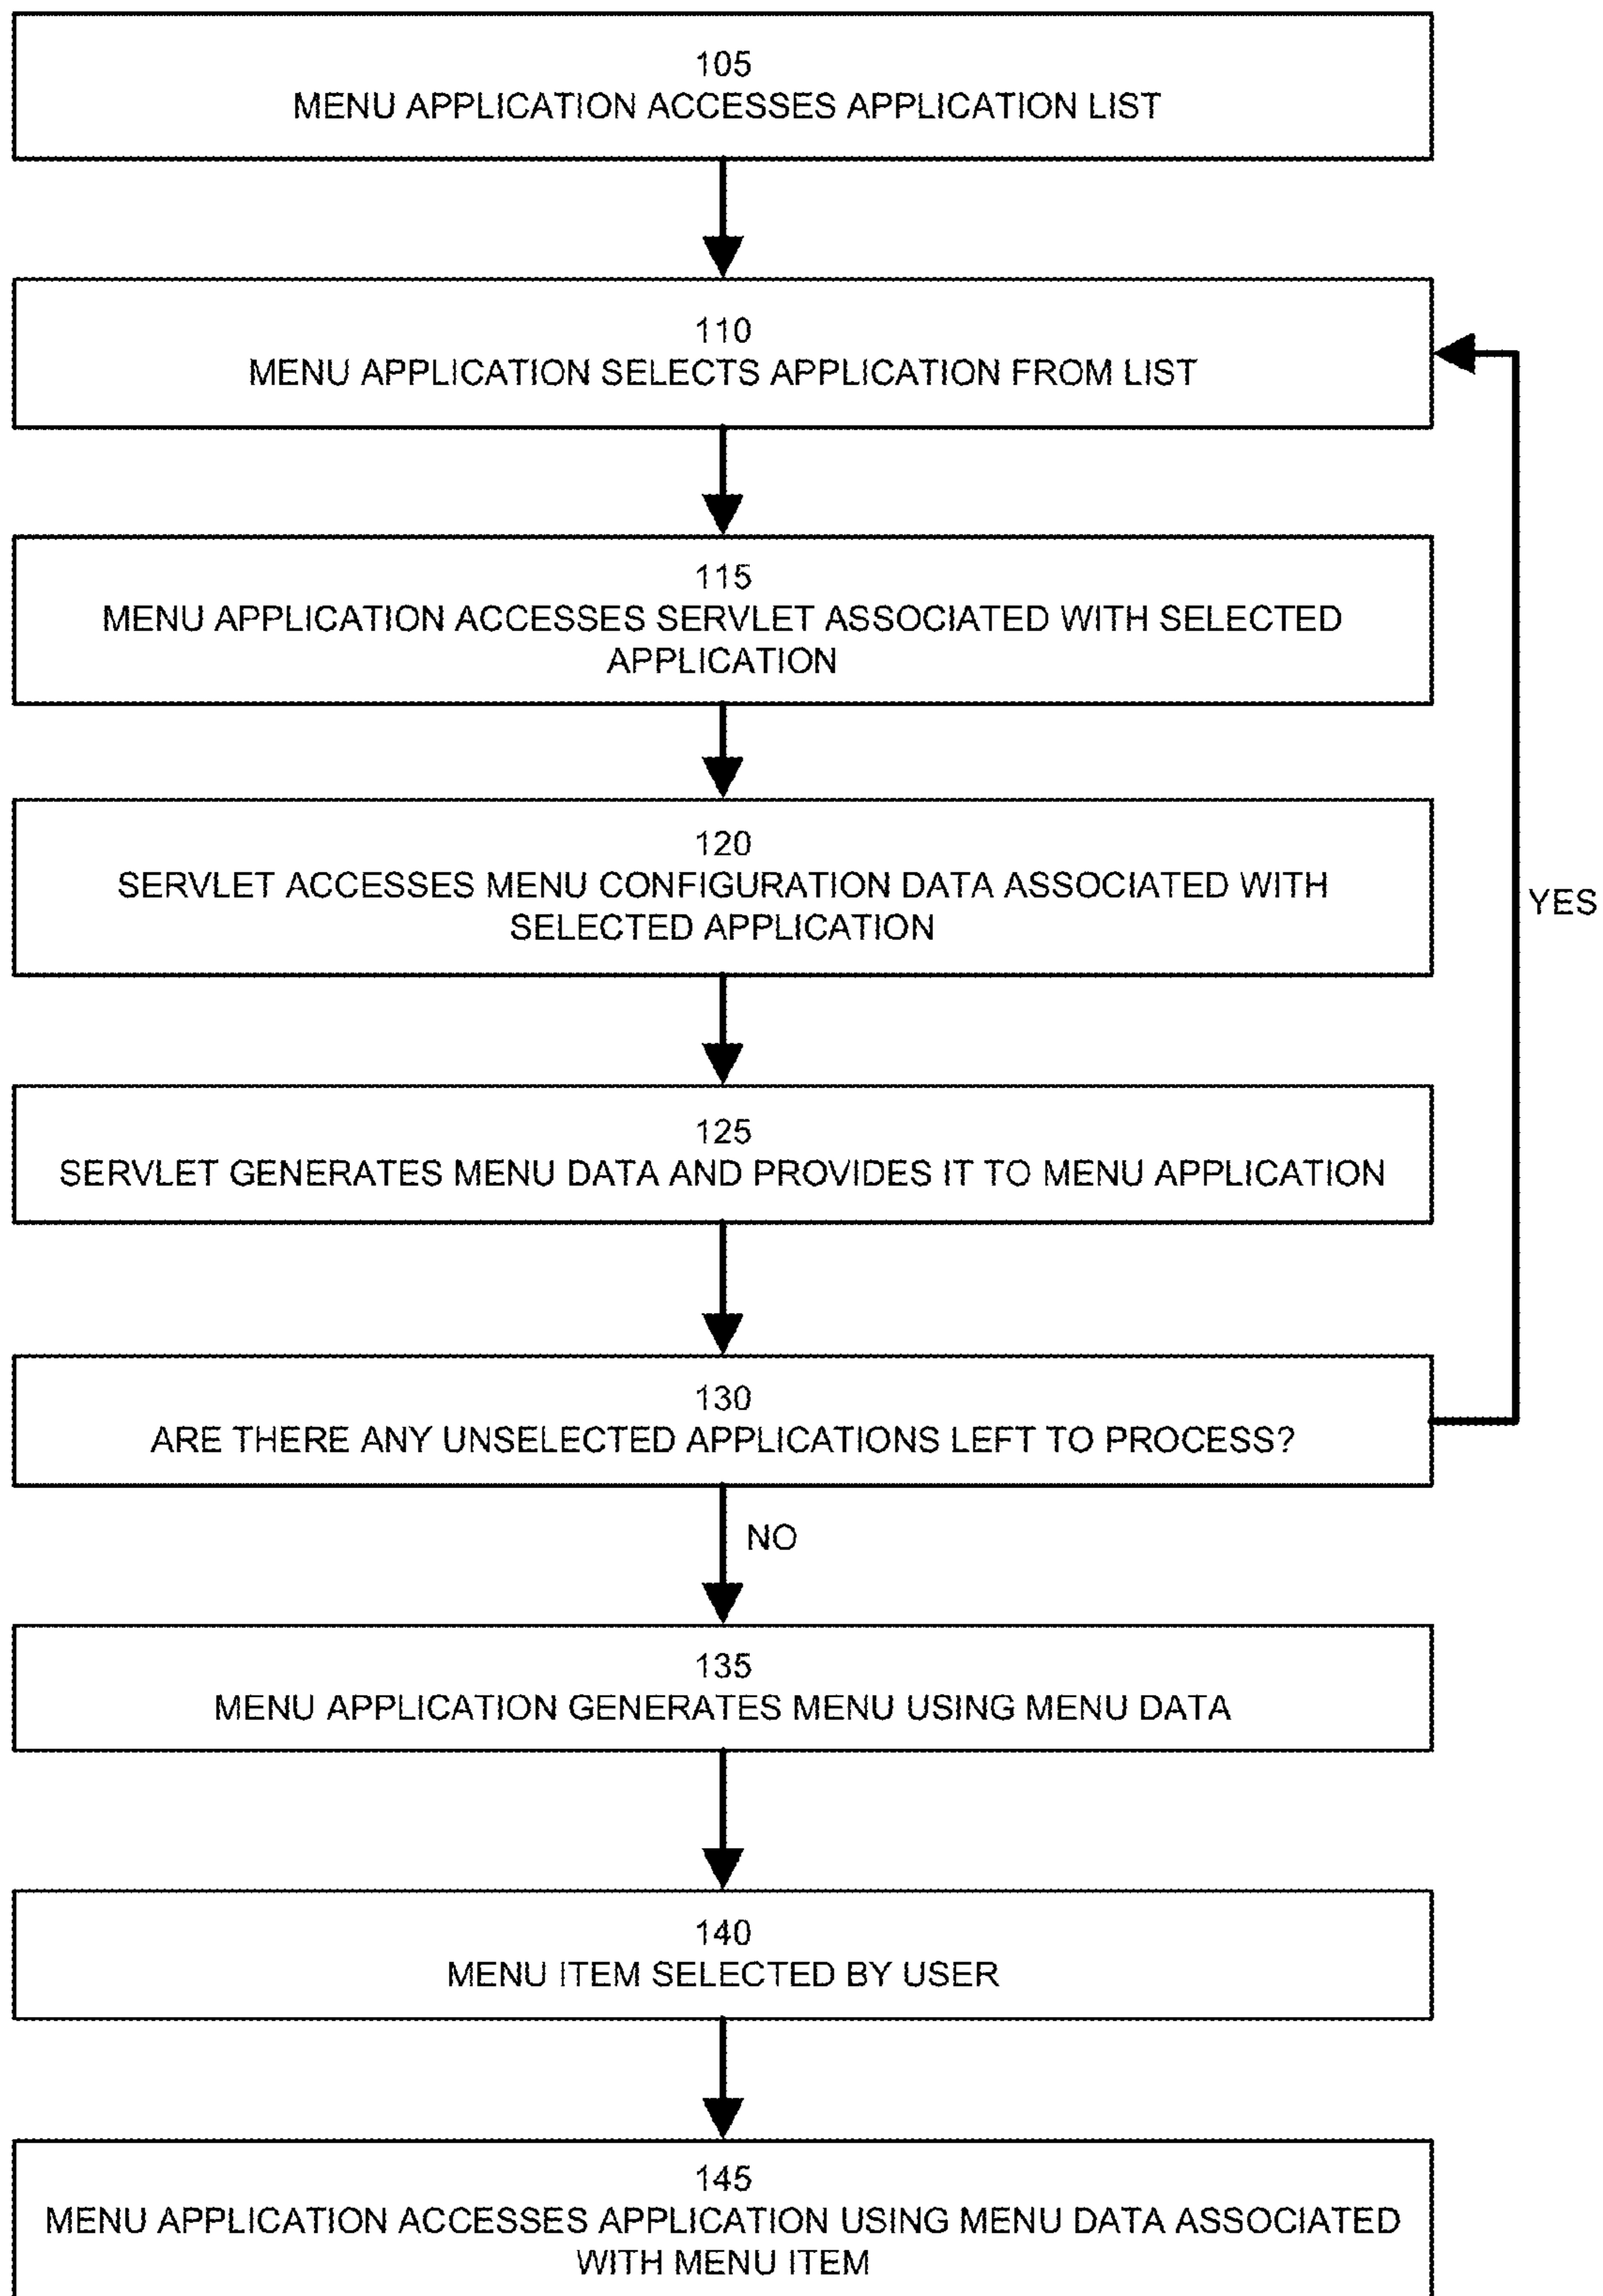 105
MENU APPLICATION ACCESSES APPLICATION LIST
110
MENU APPLICATION SELECTS APPLICATION FROM LIST
115
MENU APPLICATION ACCESSES SERVLET ASSOCIATED WITH SELECTED
APPLICATION
120
SERVLET ACCESSES MENU CONFIGURATION DATA ASSOCIATED WITH
SELECTED APPLICATION
YES
125
SERVLET GENERATES MENU DATA AND PROVIDES IT TO MENU APPLICATION
130
ARE THERE ANY UNSELECTED APPLICATIONS LEFT TO PROCESS?
NO
135
MENU APPLICATION GENERATES MENU USING MENU DATA
140
MENU ITEM SELECTED BY USER
145
MENU APPLICATION ACCESSES APPLICATION USING MENU DATA ASSOCIATED
WITH MENU ITEM